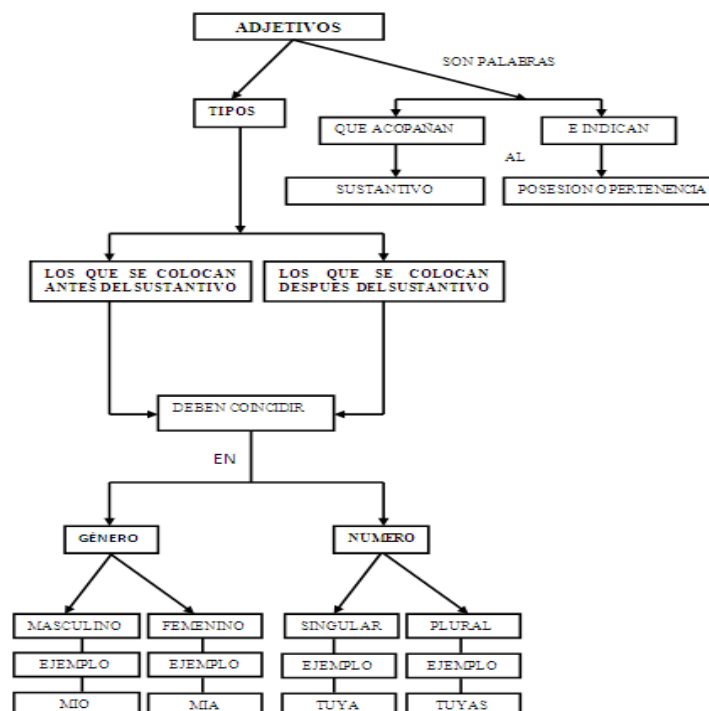 ADJETIVOS
SON PALABRAS
TIPOS
QUE ACOPAÑAN
E INDICAN
AL
SUSTANTIVO
POSESION O PERTENENCIA
LOS QUE SE COLOCAN
ANTES DEL SUSTANTIVO
LOS QUE SE COLOCAN
DESPUES DEL SUSTANTIVO
DEBEN COINCIDIR
EN
GÉNERO
NUMERO
MASCULINO
FEMENINO
SINGULAR
PLURAL
EJEMPLO
EJEMPLO
EJEMPLO
EJEMPLO
MIO
MIA
TUYA
TUYAS